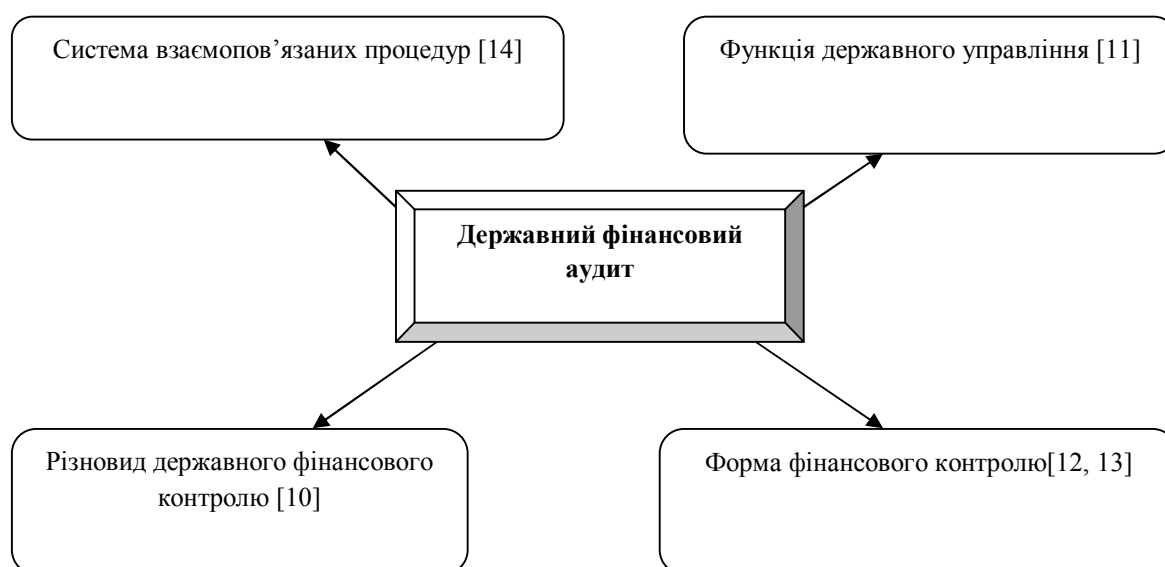 Система взаємопов’язаних процедур [14]
Функція державного управління [11]
Державний фінансовий
аудит
Різновид державного фінансового
контролю [10]
Форма фінансового контролю[12, 13]